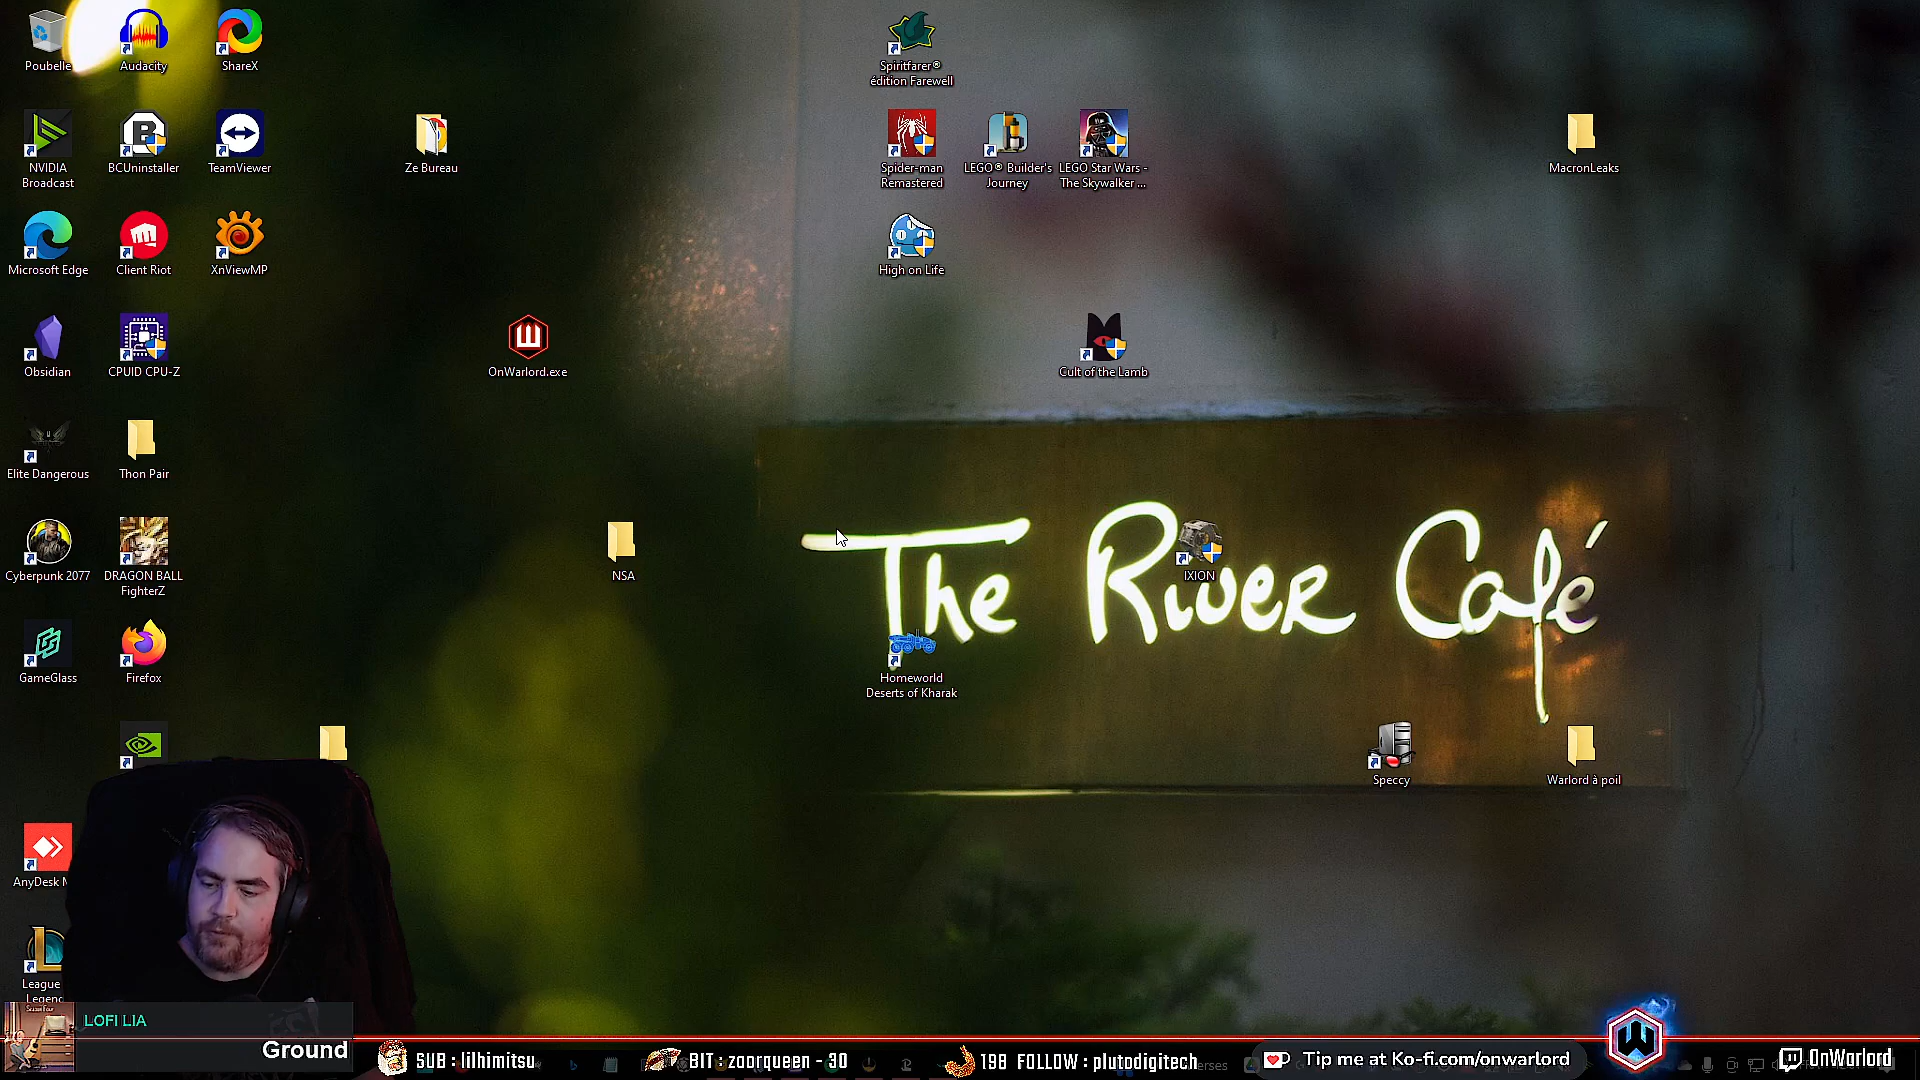 Poubelle
Audacity
ShareX
Spiritfarer®
édition Farewell
NVIDIA
Broadcast
BCUninstaller
TeamViewer
Ze Bureau
Spider-man
Remastered
LEGO® Builder's
Journey
LEGO Star Wars -
The Skywalker ...
MacronLeaks
Microsoft Edge
Client Riot
XnViewMP
High on Life
Obsidian
CPUID CPU-Z
OnWarlord.exe
Cult of the Lamb
Elite Dangerous
Thon Pair
The River Café
Cyberpunk 2077
DRAGON BALL
FighterZ
NSA
IXION
GameGlass
Firefox
Homeworld
Deserts of Kharak
Speccy
Warlord à poil
AnyDesk
League
LOFI LIA
Ground
SUB : lilhimitsu
BIT : zoorqueen - 30
198 FOLLOW : plutodigitech
Tip me at Ko-fi.com/onwarlord
OnWarlord